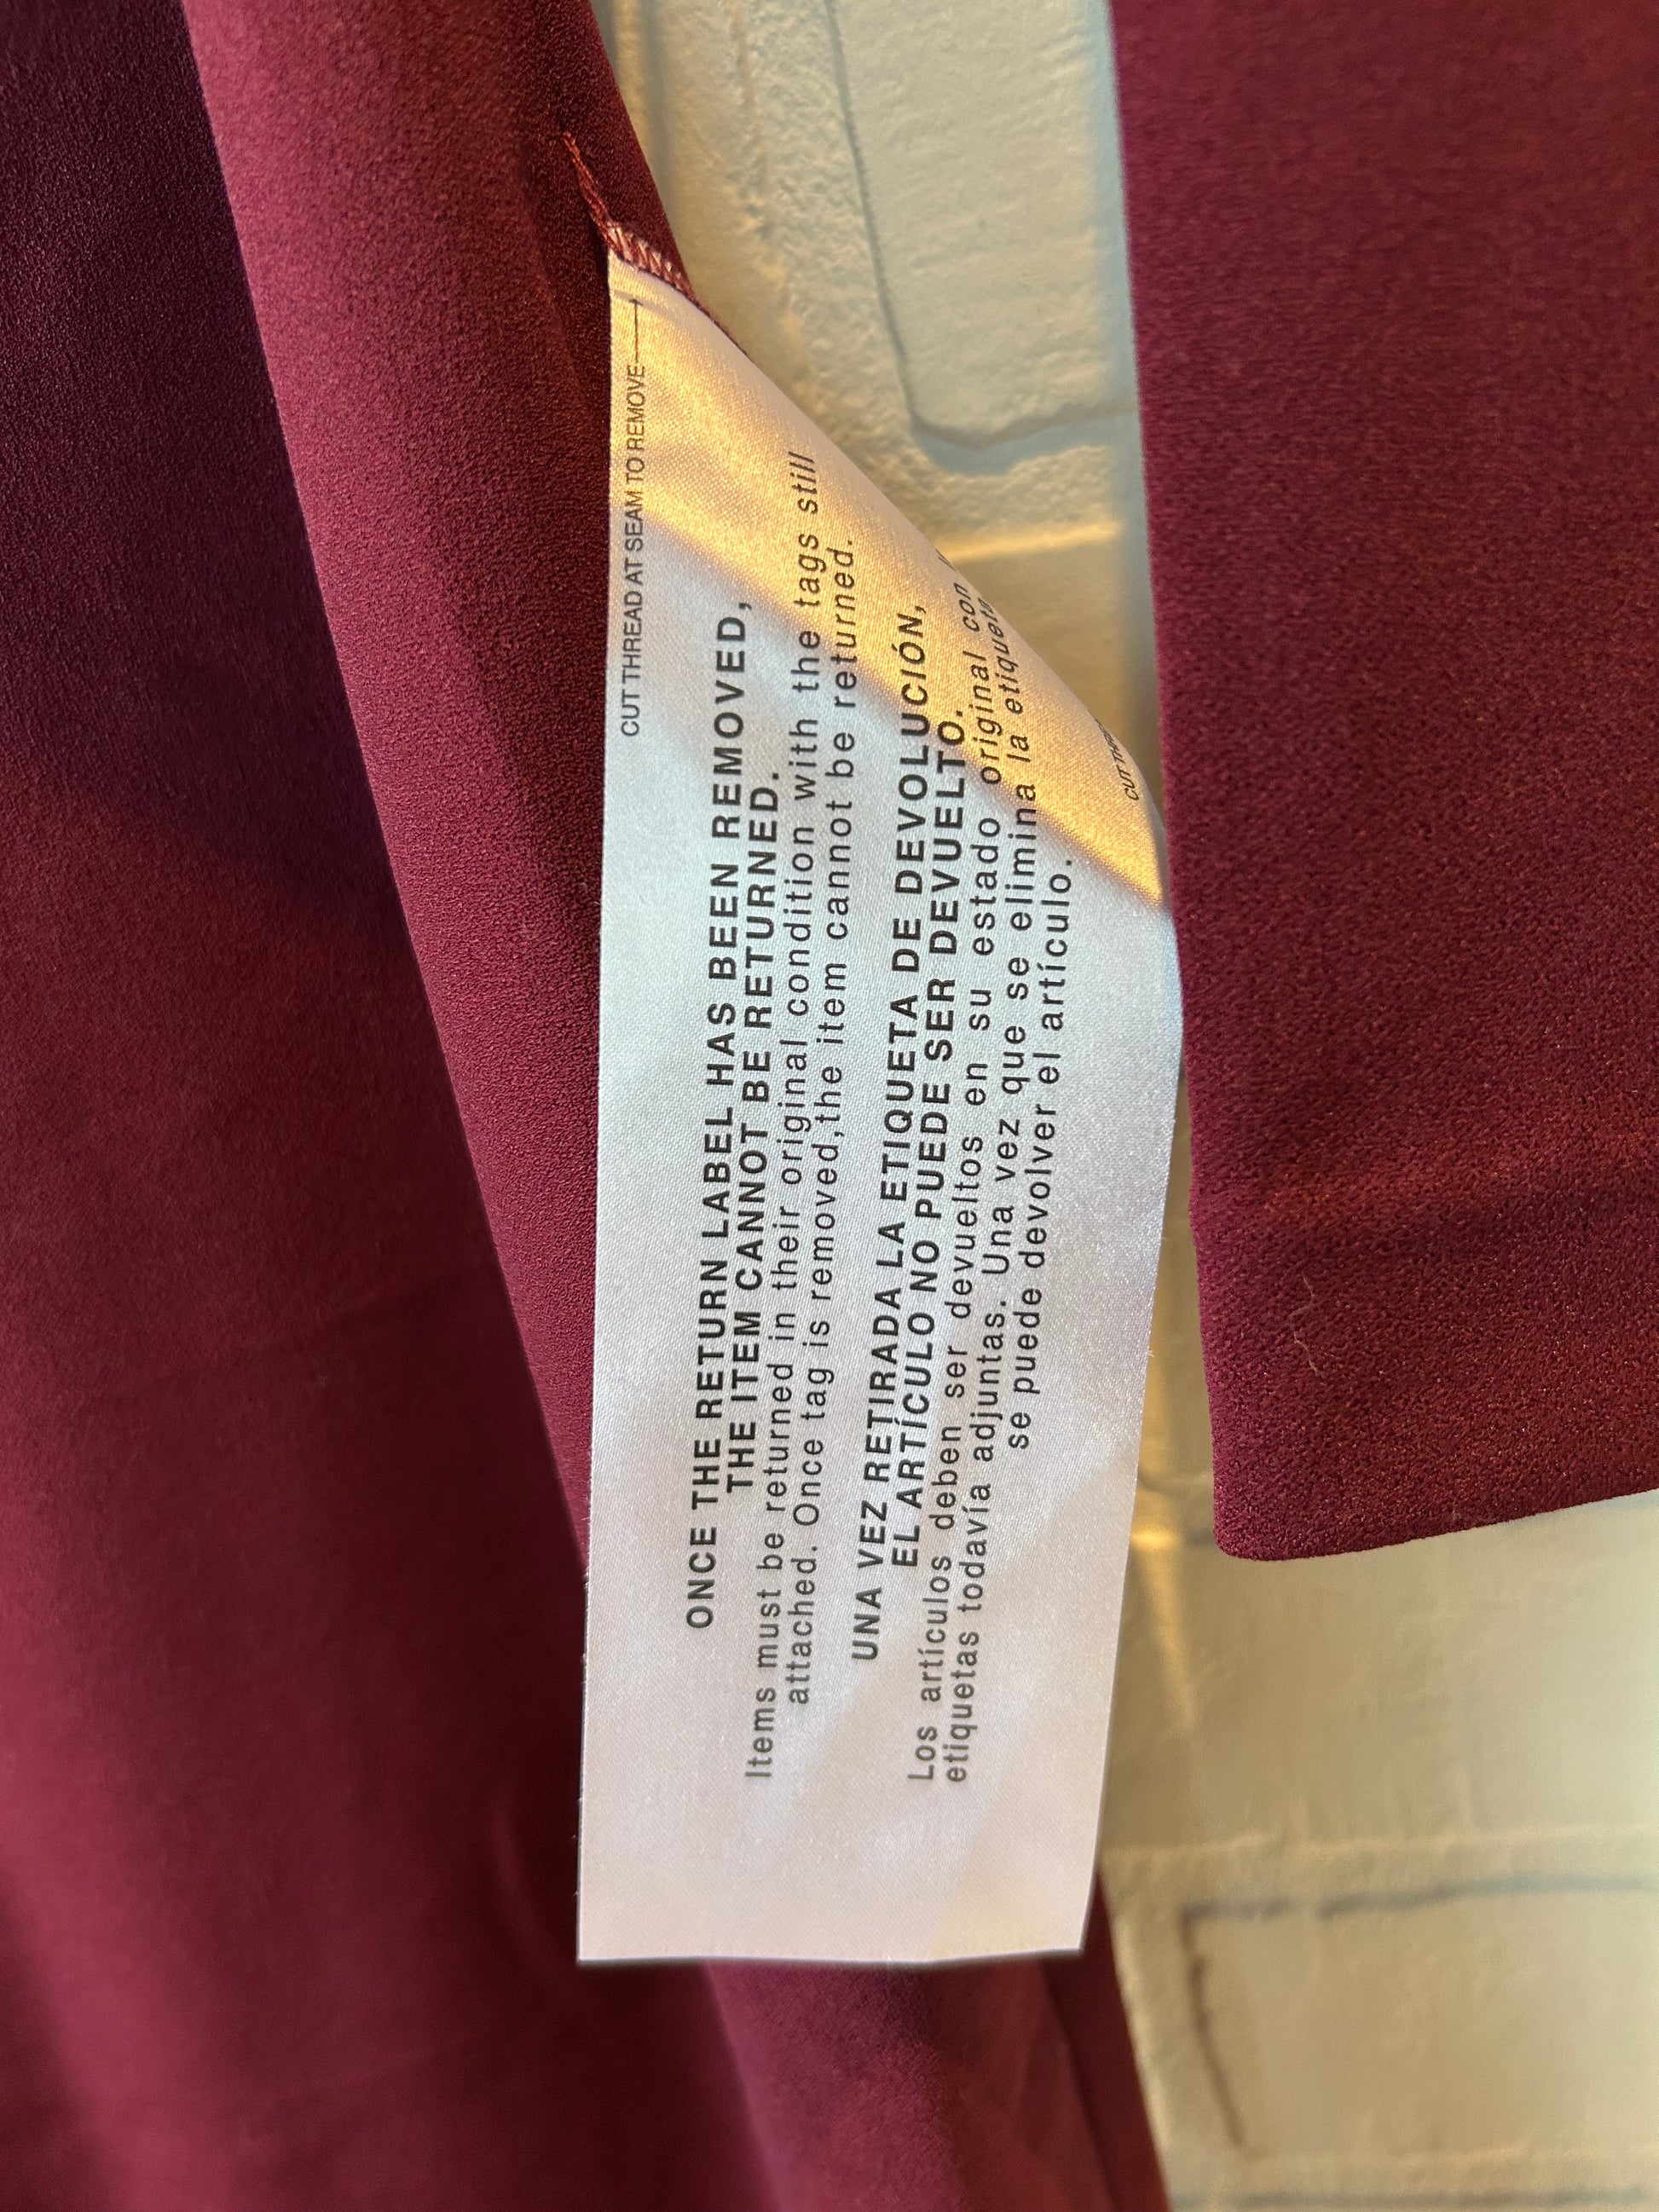 CUT THREAD AT SEAM TO REMOVE
ONCE THE RETURN LABEL HAS BEEN REMOVED,
THE ITEM CANNOT BE RETURNED.
Items must be returned in their original condition with the tags still
attached. Once tag is removed,the item cannot be returned.
UNA VEZ RETIRADA LA ETIQUETA DE DEVOLUCIÓN,
EL ARTÍCULO NO PUEDE SER DEVUELTO.
Los artículos deben ser devueltos en su estado original con
etiquetas todavía adjuntas. Una vez que se elimina la etiqueta
se puede devolver el artículo.
CUT